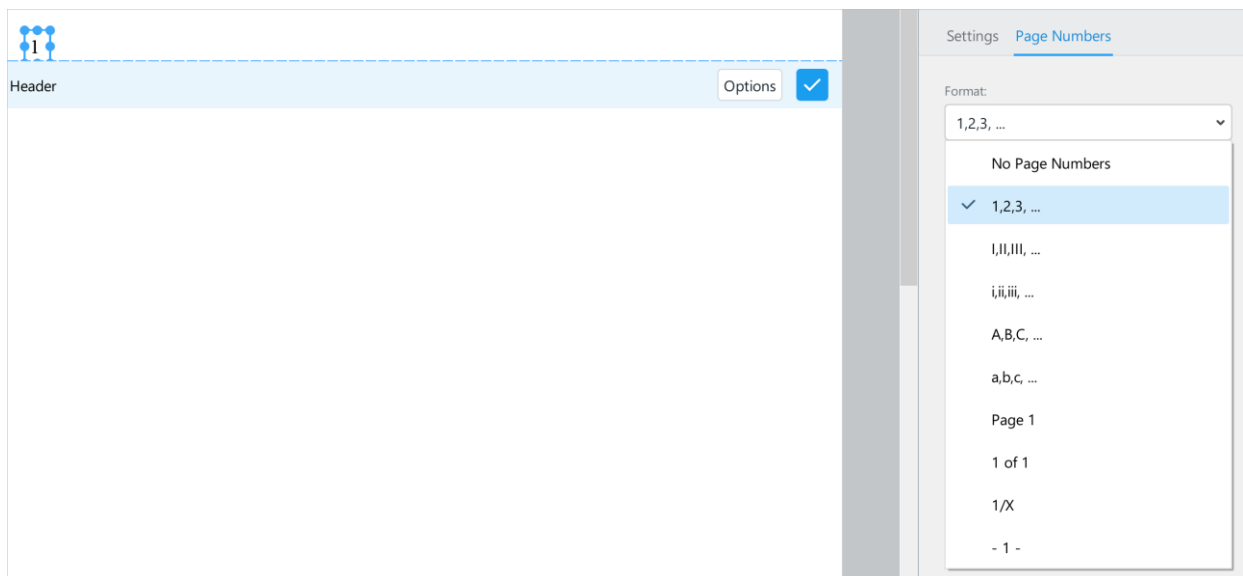 1
Header
Options
Settings Page Numbers
Format:
1,2,3, ...
No Page Numbers
1,2,3, ...
I,II,III, ...
i,ii,iii, ...
A,B,C, ...
a,b,c, ...
Page 1
1 of 1
1/X
- 1 -